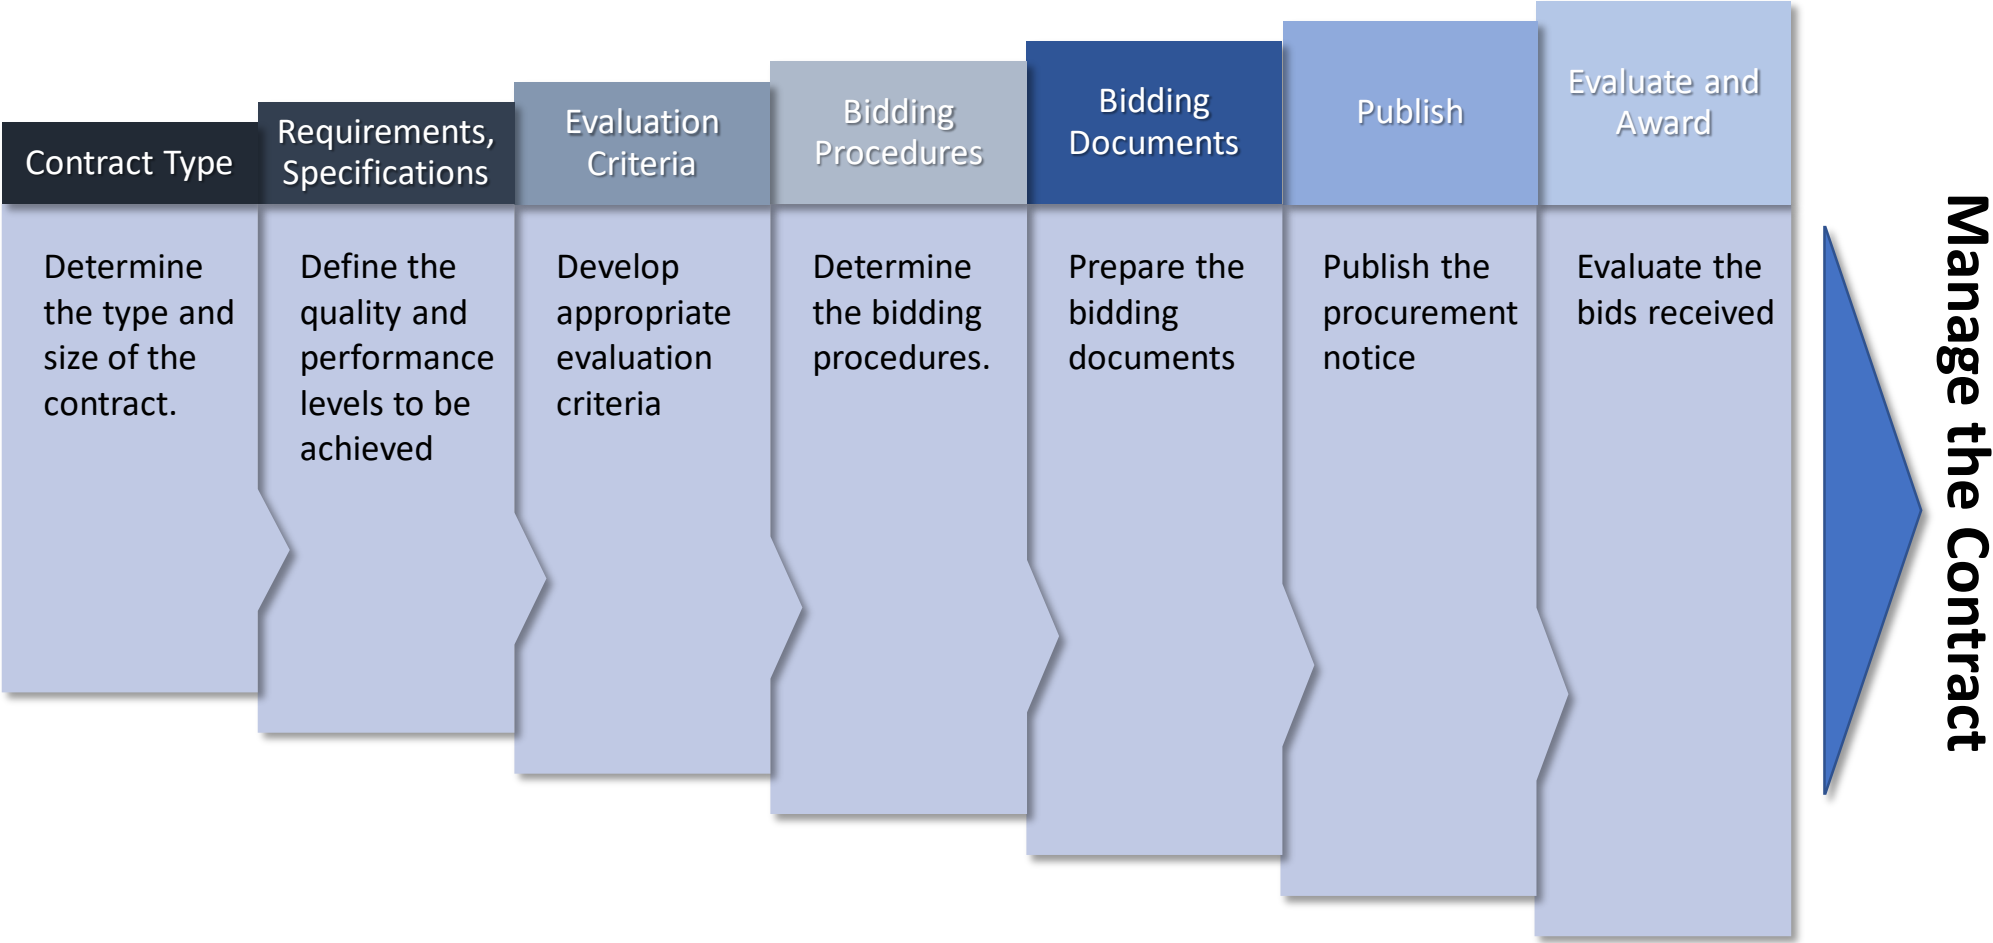 Contract Type
Requirements,
Specifications
Evaluation
Criteria
Bidding
Procedures
Bidding
Documents
Publish
Evaluate and
Award
Determine
the type and
size of the
contract.
Define the
quality and
performance
levels to be
achieved
Develop
appropriate
evaluation
criteria
Determine
the bidding
procedures.
Prepare the
bidding
documents
Publish the
procurement
notice
Evaluate the
bids received
Manage the Contract